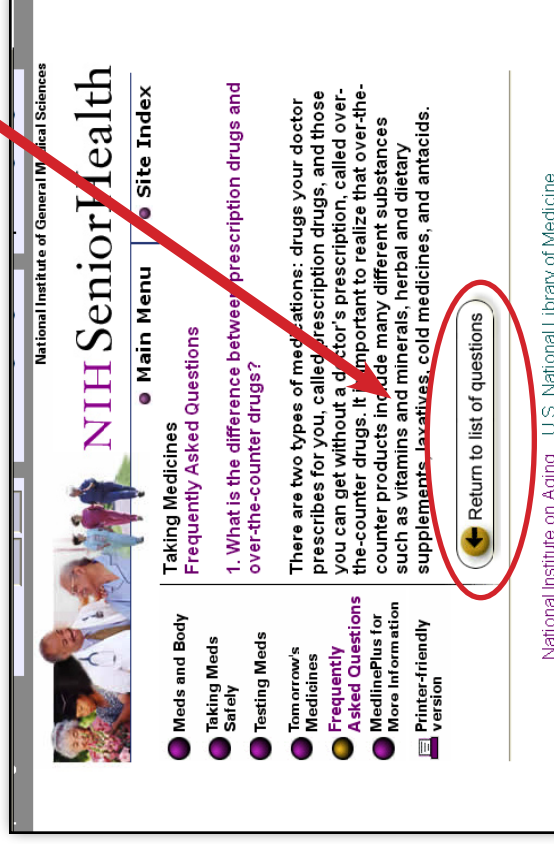 National Institute of General Medical Sciences
NIH SeniorHealth
Main Menu
Site Index
Meds and Body
Taking Meds
Safely
Testing Meds
Tomorrow's
Medicines
Frequently
Asked Questions
MedlinePlus for
More Information
Printer-friendly
version
Taking Medicines
Frequently Asked Questions
1. What is the difference between prescription drugs and
over-the-counter drugs?
There are two types of medications: drugs your doctor
prescribes for you, called prescription drugs, and those
you can get without a doctor's prescription, called over-
the-counter drugs. It is important to realize that over-the-
counter products include many different substances
such as vitamins and minerals, herbal and dietary
supplements, laxatives, cold medicines, and antacids.
Return to list of questions
National Institute on Aging
U.S. National Library of Medicine